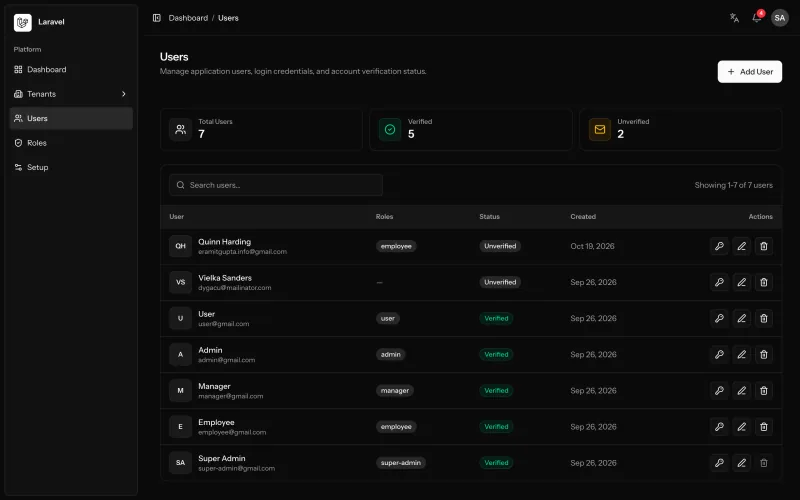 Laravel
Platform
Dashboard
Tenants
Users
Roles
Setup
Dashboard / Users
4
SA
Users
Manage application users, login credentials, and account verification status.
+ Add User
Total Users
7
Verified
5
Unverified
2
Search users...
Showing 1-7 of 7 users
User Roles Status Created Actions
QH Quinn Harding employee Unverified Oct 19, 2026
eramitgupta.info@gmail.com
VS Vielka Sanders — Unverified Sep 26, 2026
dygacu@mailinator.com
U User user Verified Sep 26, 2026
user@gmail.com
A Admin admin Verified Sep 26, 2026
admin@gmail.com
M Manager manager Verified Sep 26, 2026
manager@gmail.com
E Employee employee Verified Sep 26, 2026
employee@gmail.com
SA Super Admin super-admin Verified Sep 26, 2026
super-admin@gmail.com